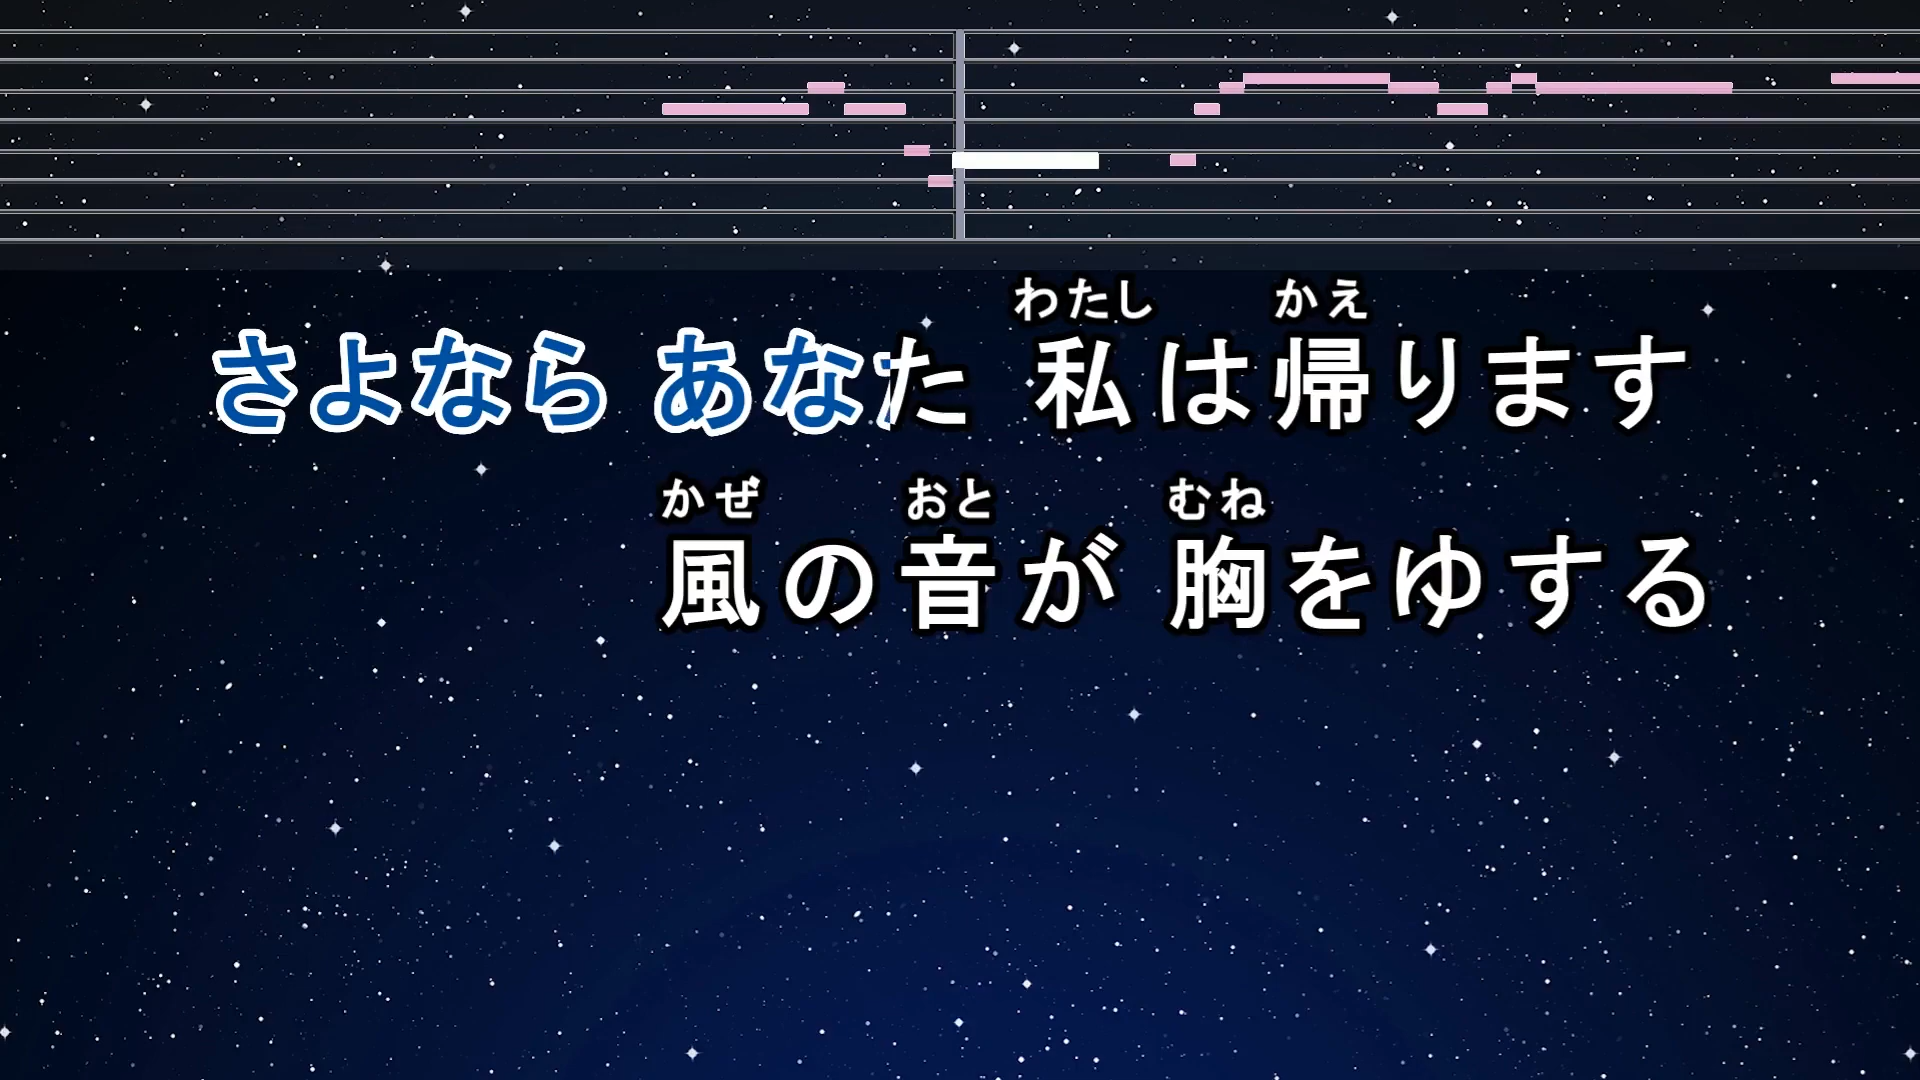 わたし かえ
さよなら あなた 私は帰ります
かぜ おと むね
風の音が 胸をゆする